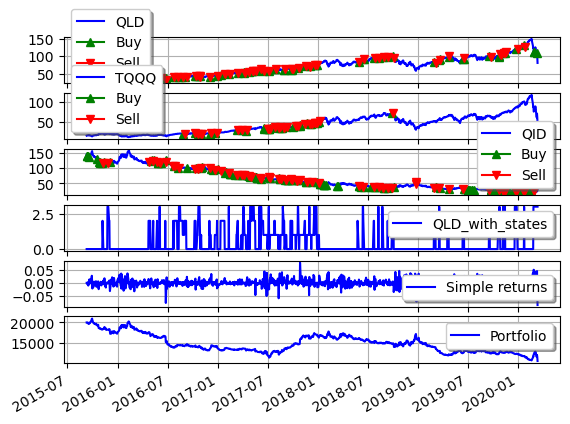 QLD
Buy
Sell
150
100
50
TQQQ
Buy
Sell
100
50
QID
Buy
Sell
150
100
50
QLD_with_states
2.5
0.0
Simple returns
0.05
0.00
−0.05
Portfolio
20000
15000
2015-07
2016-01
2016-07
2017-01
2017-07
2018-01
2018-07
2019-01
2019-07
2020-01